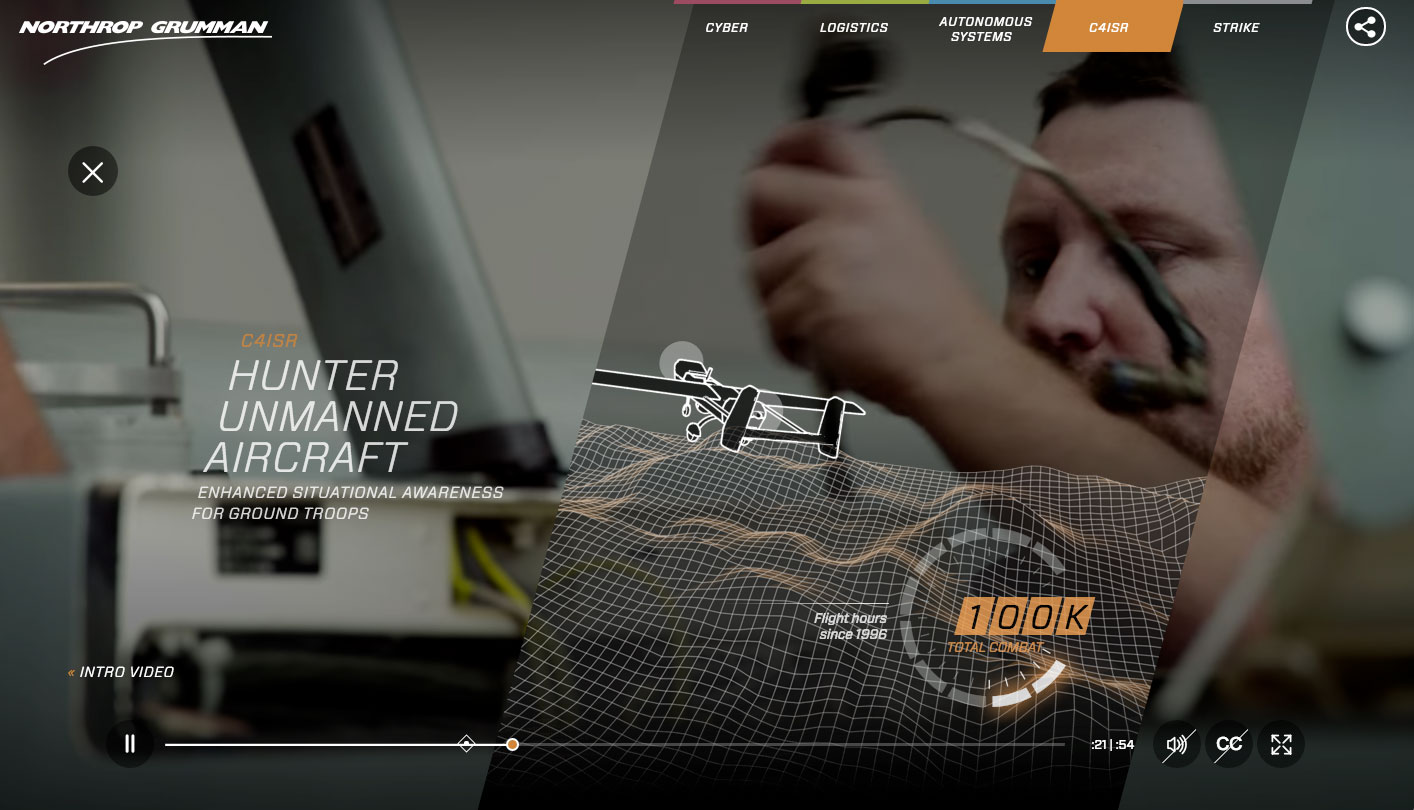 NORTHROP GRUMMAN
CYBER
LOGISTICS
AUTONOMOUS
SYSTEMS
C4ISR
STRIKE
C4ISR
HUNTER
UNMANNED
AIRCRAFT
ENHANCED SITUATIONAL AWARENESS
FOR GROUND TROOPS
Flight hours
since 1996
100K
TOTAL COMBAT
« INTRO VIDEO
:21 | :54
CC